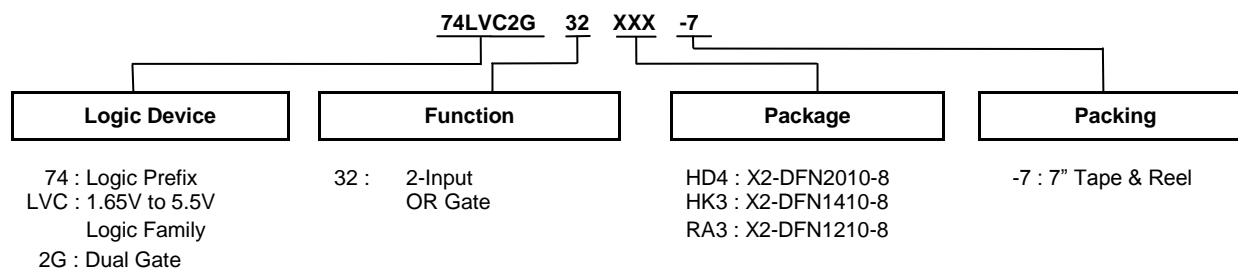 74LVC2G 32 XXX -7
Logic Device
Function
Package
Packing
74 : Logic Prefix
LVC : 1.65V to 5.5V
Logic Family
2G : Dual Gate
32 : 2-Input
OR Gate
HD4 : X2-DFN2010-8
HK3 : X2-DFN1410-8
RA3 : X2-DFN1210-8
-7 : 7” Tape & Reel